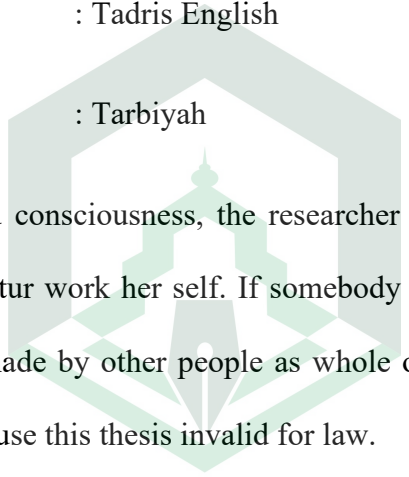 : Tadris English
: Tarbiyah
consciousness, the researcher
tur work her self. If somebody
ade by other people as whole
use this thesis invalid for law.